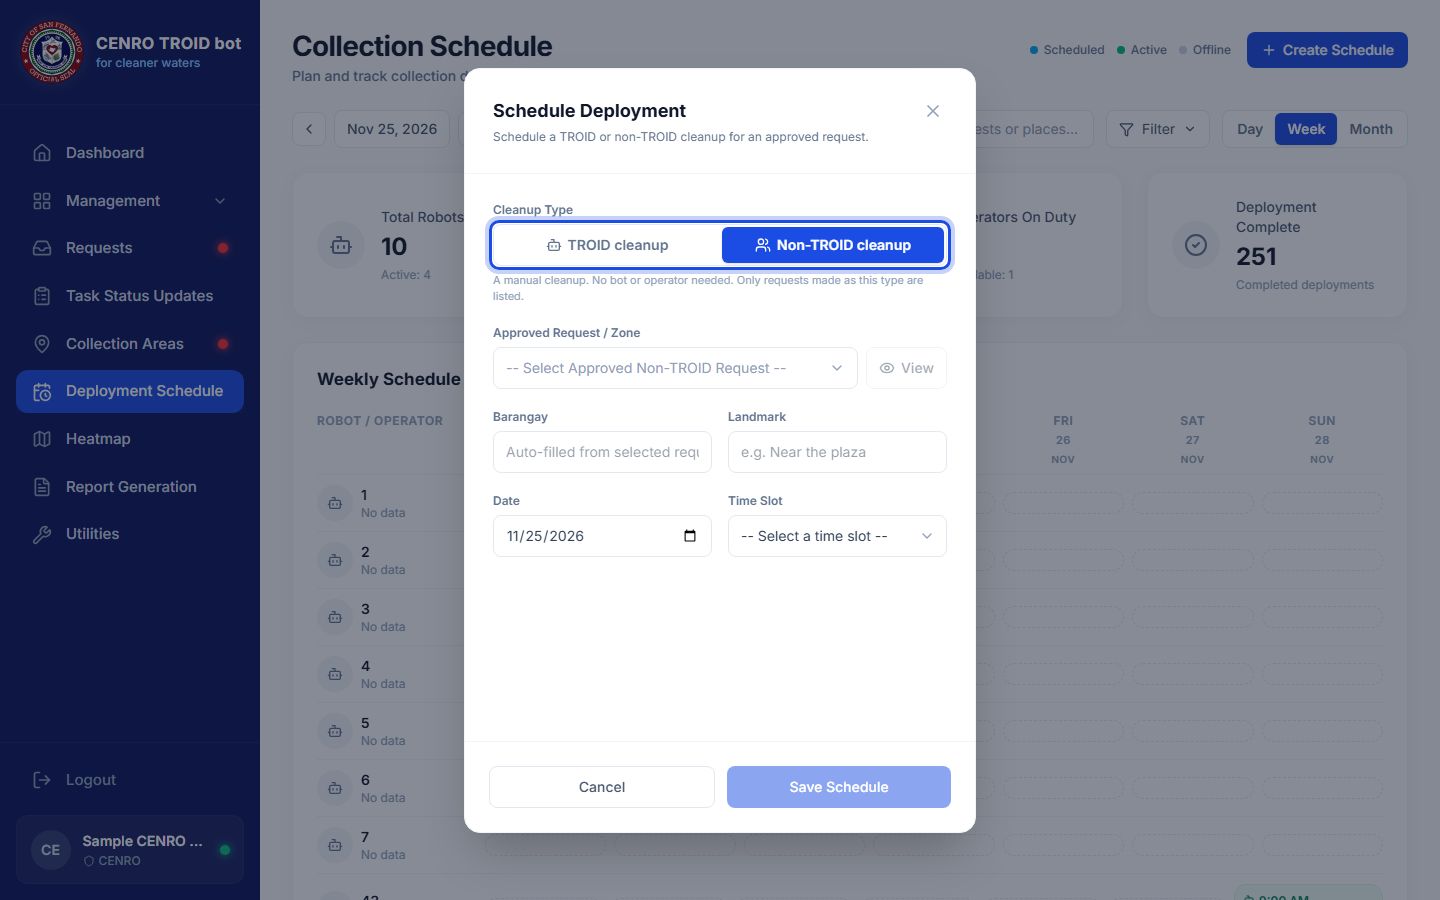 CITY OF SAN FERNANDO
OFFICIAL SEAL
CENRO TROID bot
for cleaner waters
Dashboard
Management
Requests
Task Status Updates
Collection Areas
Deployment Schedule
Heatmap
Report Generation
Utilities
Logout
CE
Sample CENRO ...
CENRO
Collection Schedule
Plan and track collection
Scheduled
Active
Offline
+ Create Schedule
Nov 25, 2026
ests or places...
Filter
Day
Week
Month
Total Robots
10
Active: 4
erators On Duty
lable: 1
Deployment
Complete
251
Completed deployments
Weekly Schedule
ROBOT / OPERATOR
FRI
26
NOV
SAT
27
NOV
SUN
28
NOV
1
No data
2
No data
3
No data
4
No data
5
No data
6
No data
7
No data
Schedule Deployment
Schedule a TROID or non-TROID cleanup for an approved request.
Cleanup Type
TROID cleanup
Non-TROID cleanup
A manual cleanup. No bot or operator needed. Only requests made as this type are
listed.
Approved Request / Zone
-- Select Approved Non-TROID Request --
View
Barangay
Landmark
Auto-filled from selected requ
e.g. Near the plaza
Date
Time Slot
11/25/2026
-- Select a time slot --
Cancel
Save Schedule